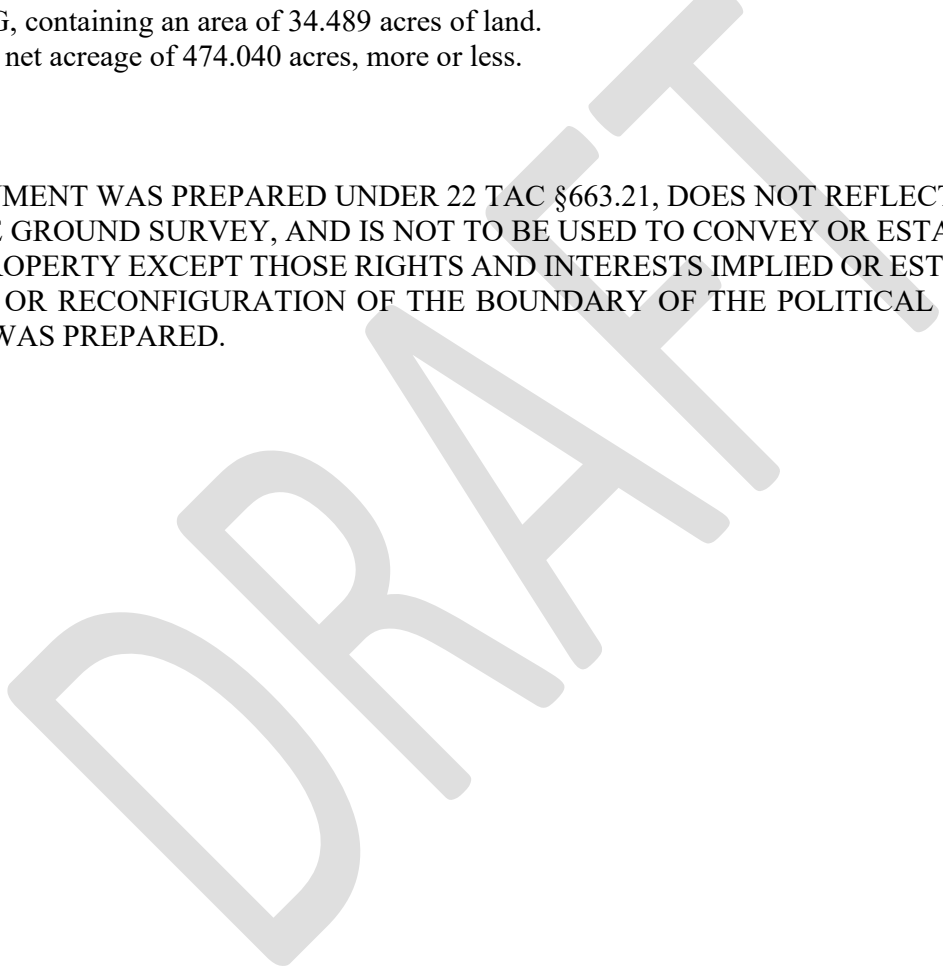 G, containing an area of 34.489 acres of land.
net acreage of 474.040 acres, more or less.
UMENT WAS PREPARED UNDER 22 TAC §663.21, DOES NOT REFLECT
E GROUND SURVEY, AND IS NOT TO BE USED TO CONVEY OR ESTA
ROPERTY EXCEPT THOSE RIGHTS AND INTERESTS IMPLIED OR EST
OR RECONFIGURATION OF THE BOUNDARY OF THE POLITICAL
WAS PREPARED.
DRAFT